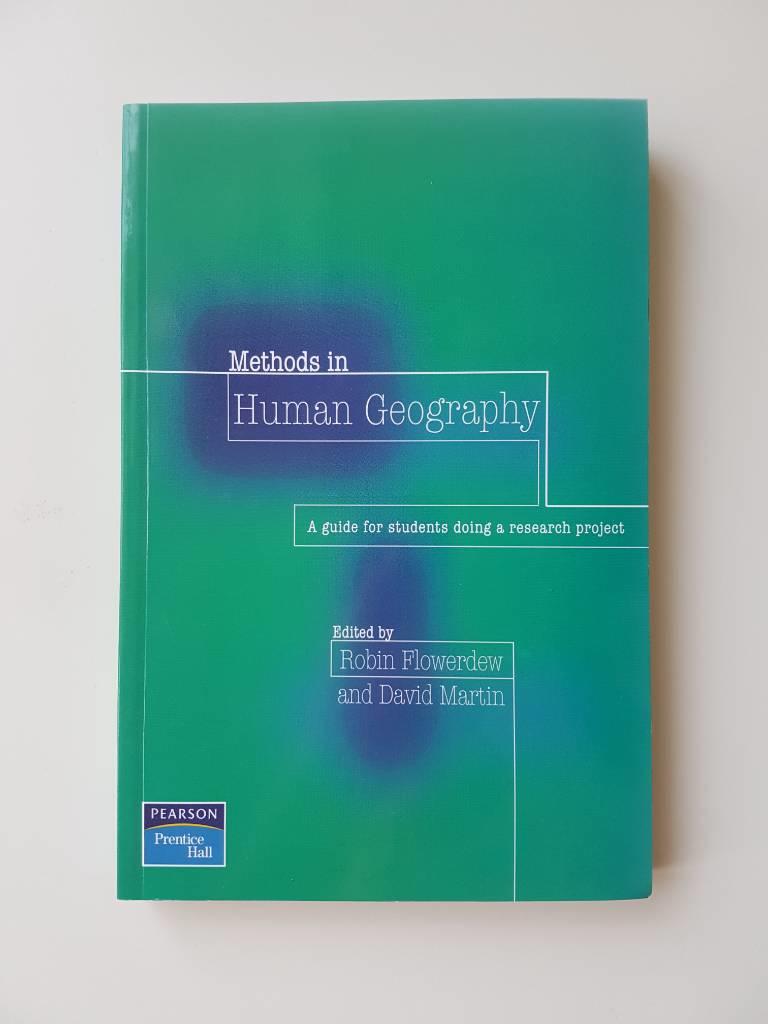 Methods in
Human Geography
A guide for students doing a research project
Edited by
Robin Flowerdew
and David Martin
PEARSON
Prentice
Hall